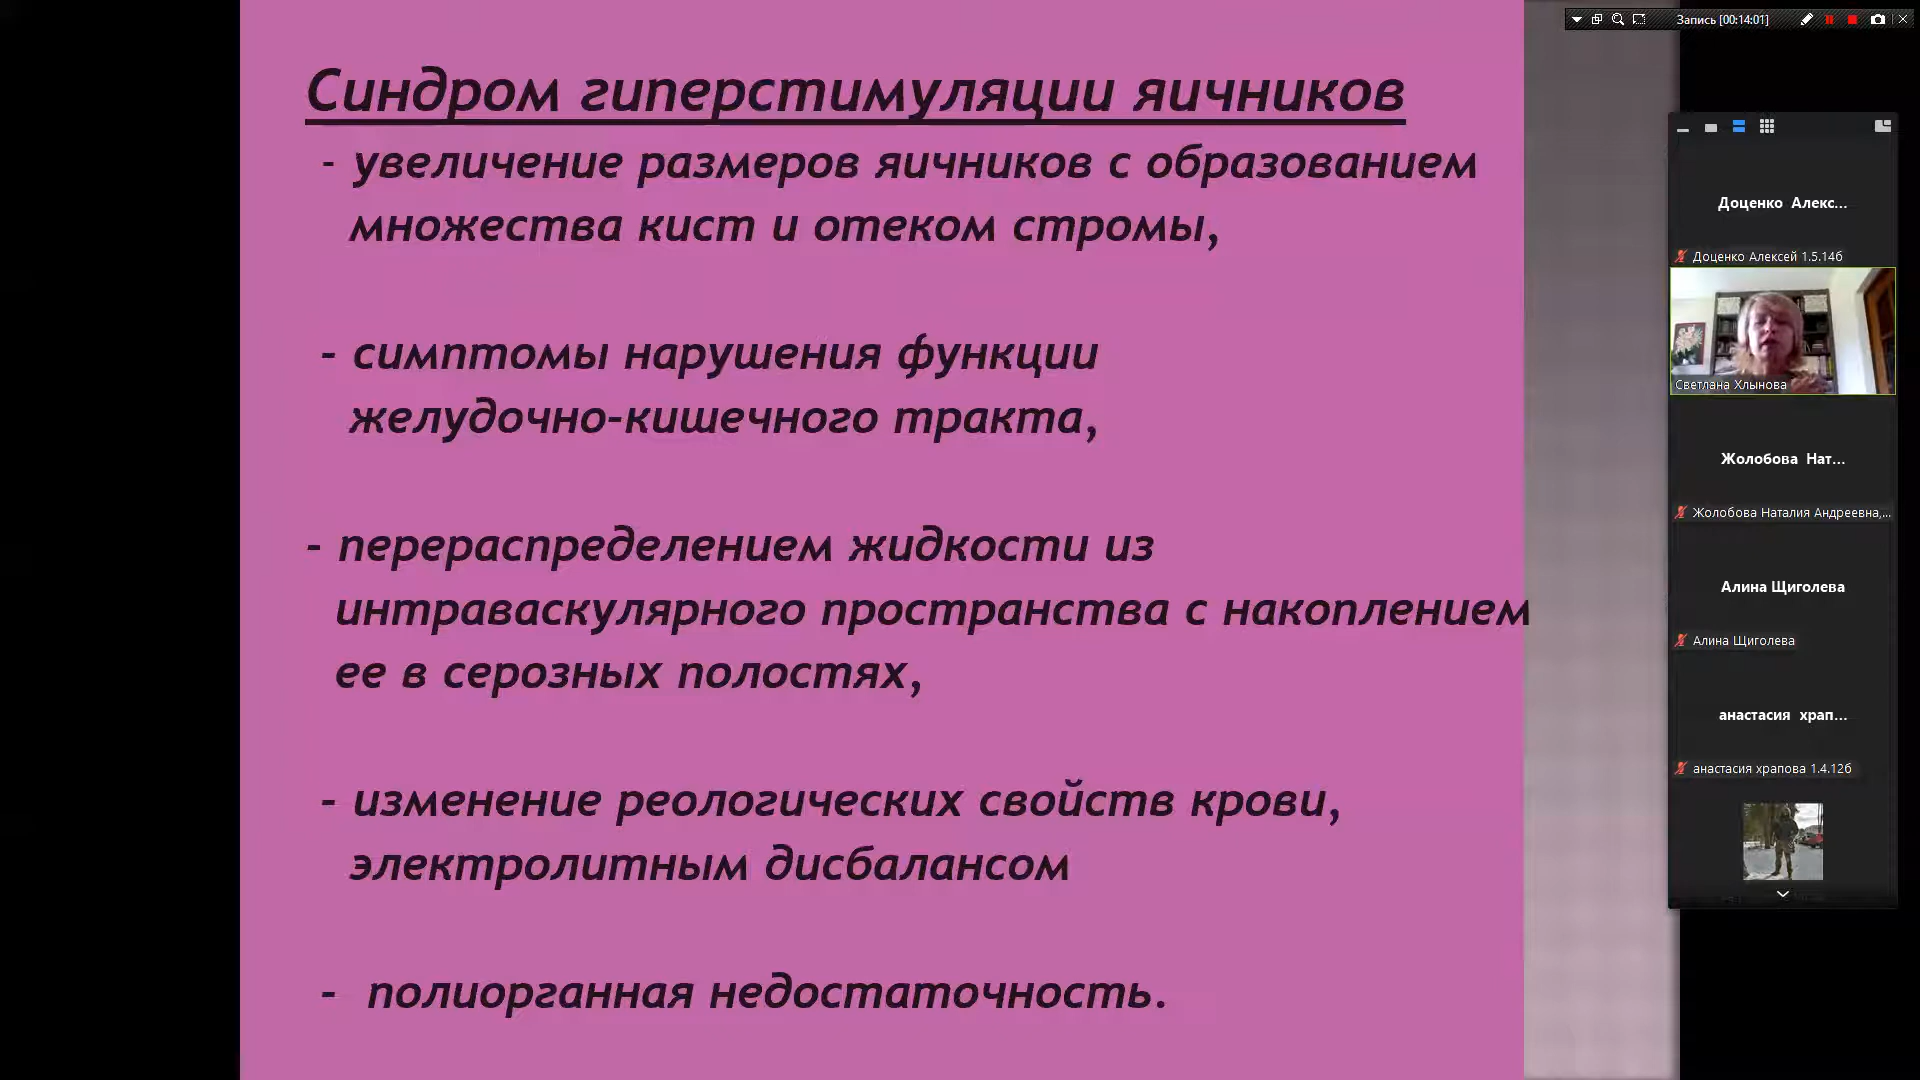 Запись [00:14:01]
Синдром гиперстимуляции яичников
- увеличение размеров яичников с образованием
множества кист и отеком стромы,
- симптомы нарушения функции
желудочно-кишечного тракта,
- перераспределением жидкости из
интраваскулярного пространства с накоплением
ее в серозных полостях,
- изменение реологических свойств крови,
электролитным дисбалансом
- полиорганная недостаточность.
Доценко Алекс...
Доценко Алексей 1.5.14б
Светлана Хлынова
Жолобова Нат...
Жолобова Наталия Андреевна,...
Алина Щиголева
Алина Щиголева
анастасия храп...
анастасия храпова 1.4.12б